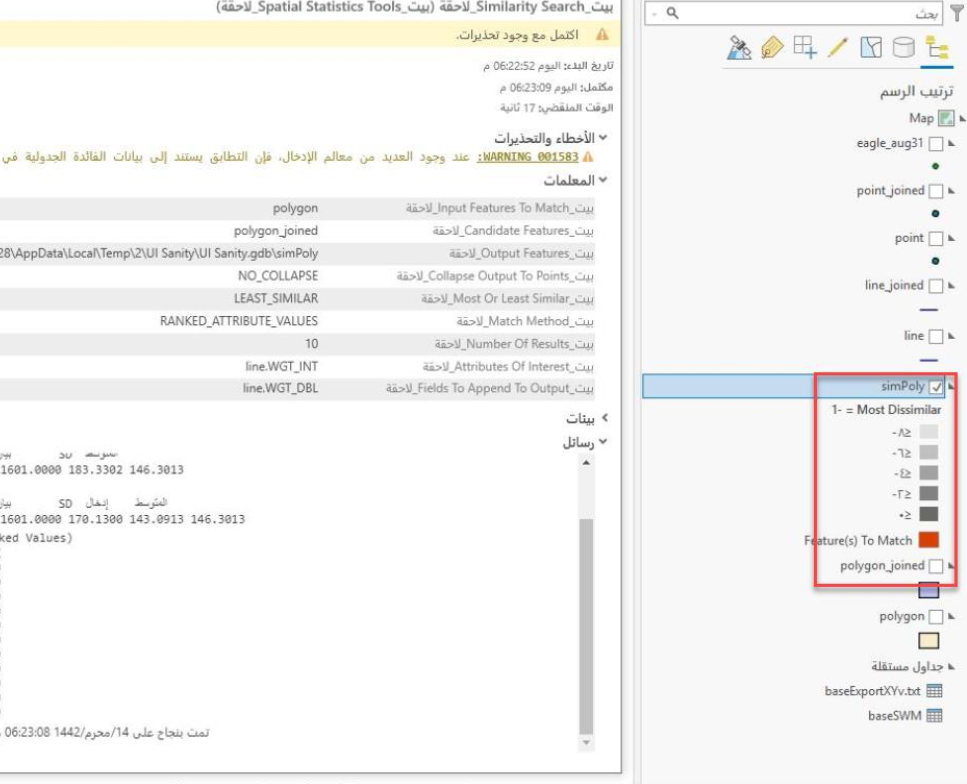 بيت_Similarity Search_لاحقة (بيت_Spatial Statistics Tools_لاحقة)
اكتمل مع وجود تحذيرات.
تاريخ البدء: اليوم 06:22:52 م
مكتمل: اليوم 06:23:09 م
الوقت المنقضي: 17 ثانية
الأخطاء والتحذيرات
WARNING 001583: عند وجود العديد من معالم الإدخال، فإن التطابق يستند إلى بيانات الفائدة الجدولية في
المعلمات
بيت_Input Features To Match_لاحقة polygon
بيت_Candidate Features_لاحقة polygon_joined
بيت_Output Features_لاحقة 28\AppData\Local\Temp\2\UI Sanity\UI Sanity.gdb\simPoly
بيت_Collapse Output To Points_لاحقة NO_COLLAPSE
بيت_Most Or Least Similar_لاحقة LEAST_SIMILAR
بيت_Match Method_لاحقة RANKED_ATTRIBUTE_VALUES
بيت_Number Of Results_لاحقة 10
بيت_Attributes Of Interest_لاحقة line.WGT_INT
بيت_Fields To Append To Output_لاحقة line.WGT_DBL
بيئات
رسائل
SD المتوسط
1601.0000 183.3302 146.3013
SD إدخال المتوسط
1601.0000 170.1300 143.0913 146.3013
ked Values)
تمت بنجاح على 14/محرم/1442 06:23:08
بحث
ترتيب الرسم
Map
eagle_aug31
point_joined
point
line_joined
line
simPoly
1- = Most Dissimilar
-٨≥
-٦≥
-٤≥
-٢≥
٠≥
Feature(s) To Match
polygon_joined
polygon
جداول مستقلة
baseExportXYv.txt
baseSWM